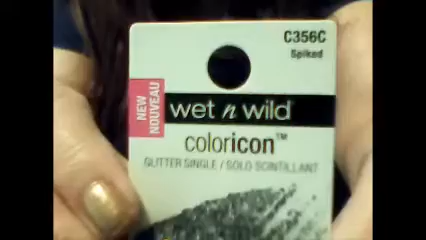 C356C
Spiked
NEW
NOUVEAU
wet n wild
coloricon™
GLITTER SINGLE / SOLO SCINTILLANT